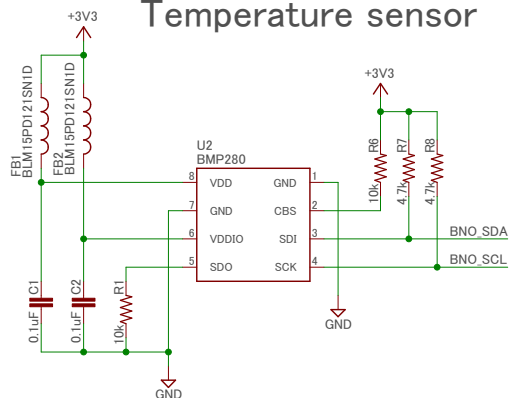 Temperature sensor
+3V3
FB1
BLM15PD121SN1D
FB2
BLM15PD121SN1D
+3V3
U2
BMP280
R6
10k
R7
4.7k
R8
4.7k
8 VDD GND 1
7 GND CBS 2
6 VDDIO SDI 3
5 SDO SCK 4
BNO_SDA
BNO_SCL
C1
0.1uF
C2
0.1uF
R1
10k
GND
GND